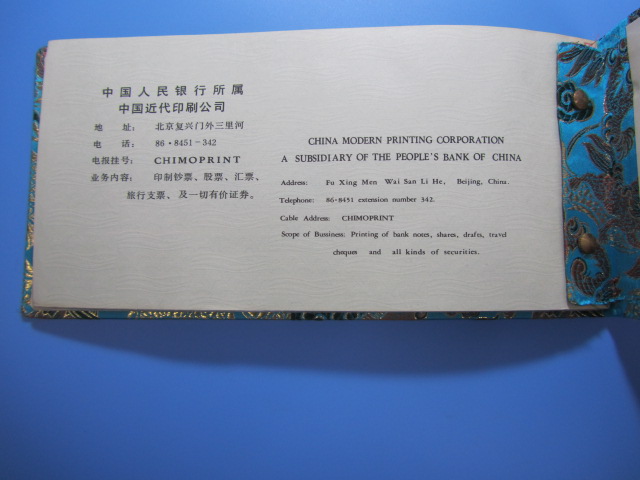 中国人民银行所属
中国近代印刷公司
地 址: 北京复兴门外三里河
电 话: 86·8451-342
电报挂号: CHIMOPRINT
业务内容: 印制钞票、股票、汇票、
旅行支票、及一切有价证券。
CHINA MODERN PRINTING CORPORATION
A SUBSIDIARY OF THE PEOPLE'S BANK OF CHINA
Address: Fu Xing Men Wai San Li He, Beijing, China.
Telephone: 86-8451 extension number 342.
Cable Address: CHIMOPRINT
Scope of Bussiness: Printing of bank notes, shares, drafts, travel
cheques and all kinds of securities.